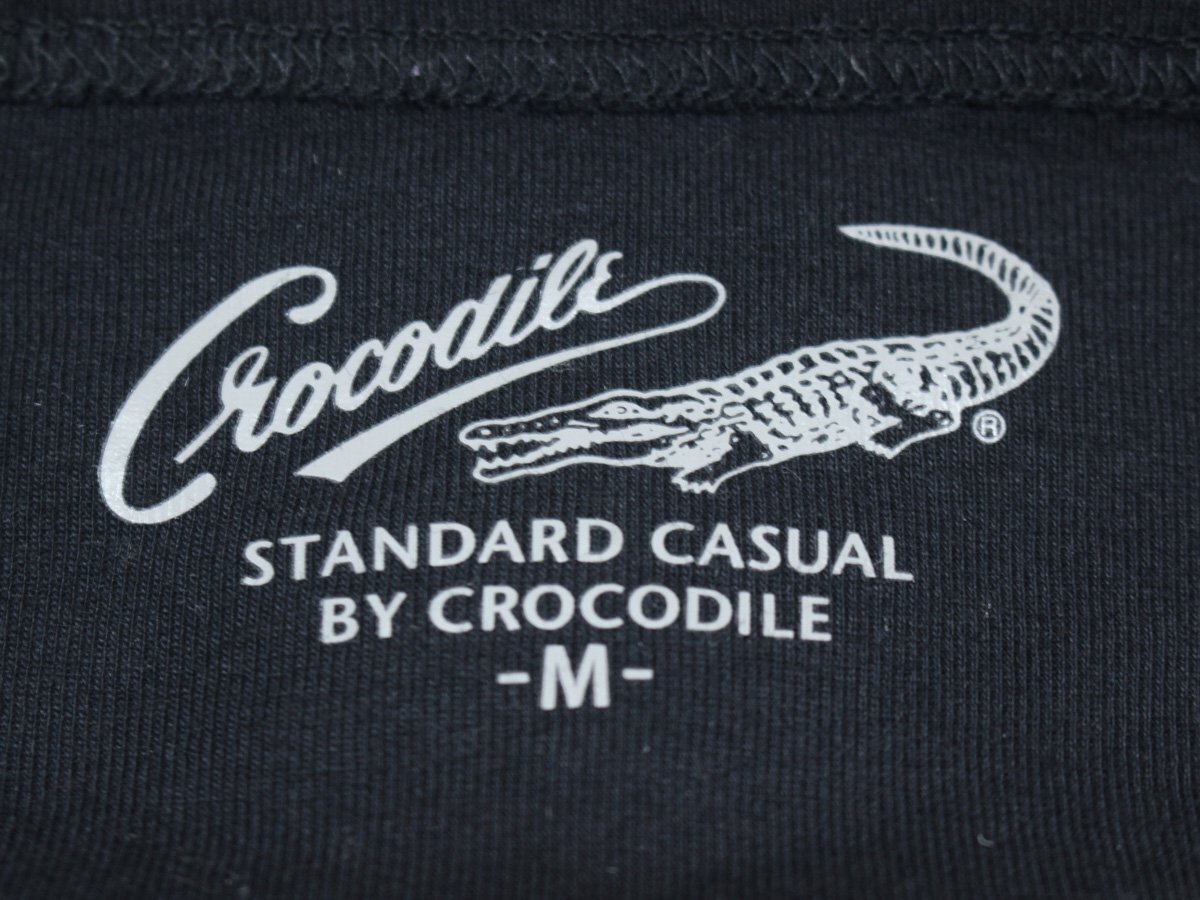 Crocodile
®
STANDARD CASUAL
BY CROCODILE
-M-